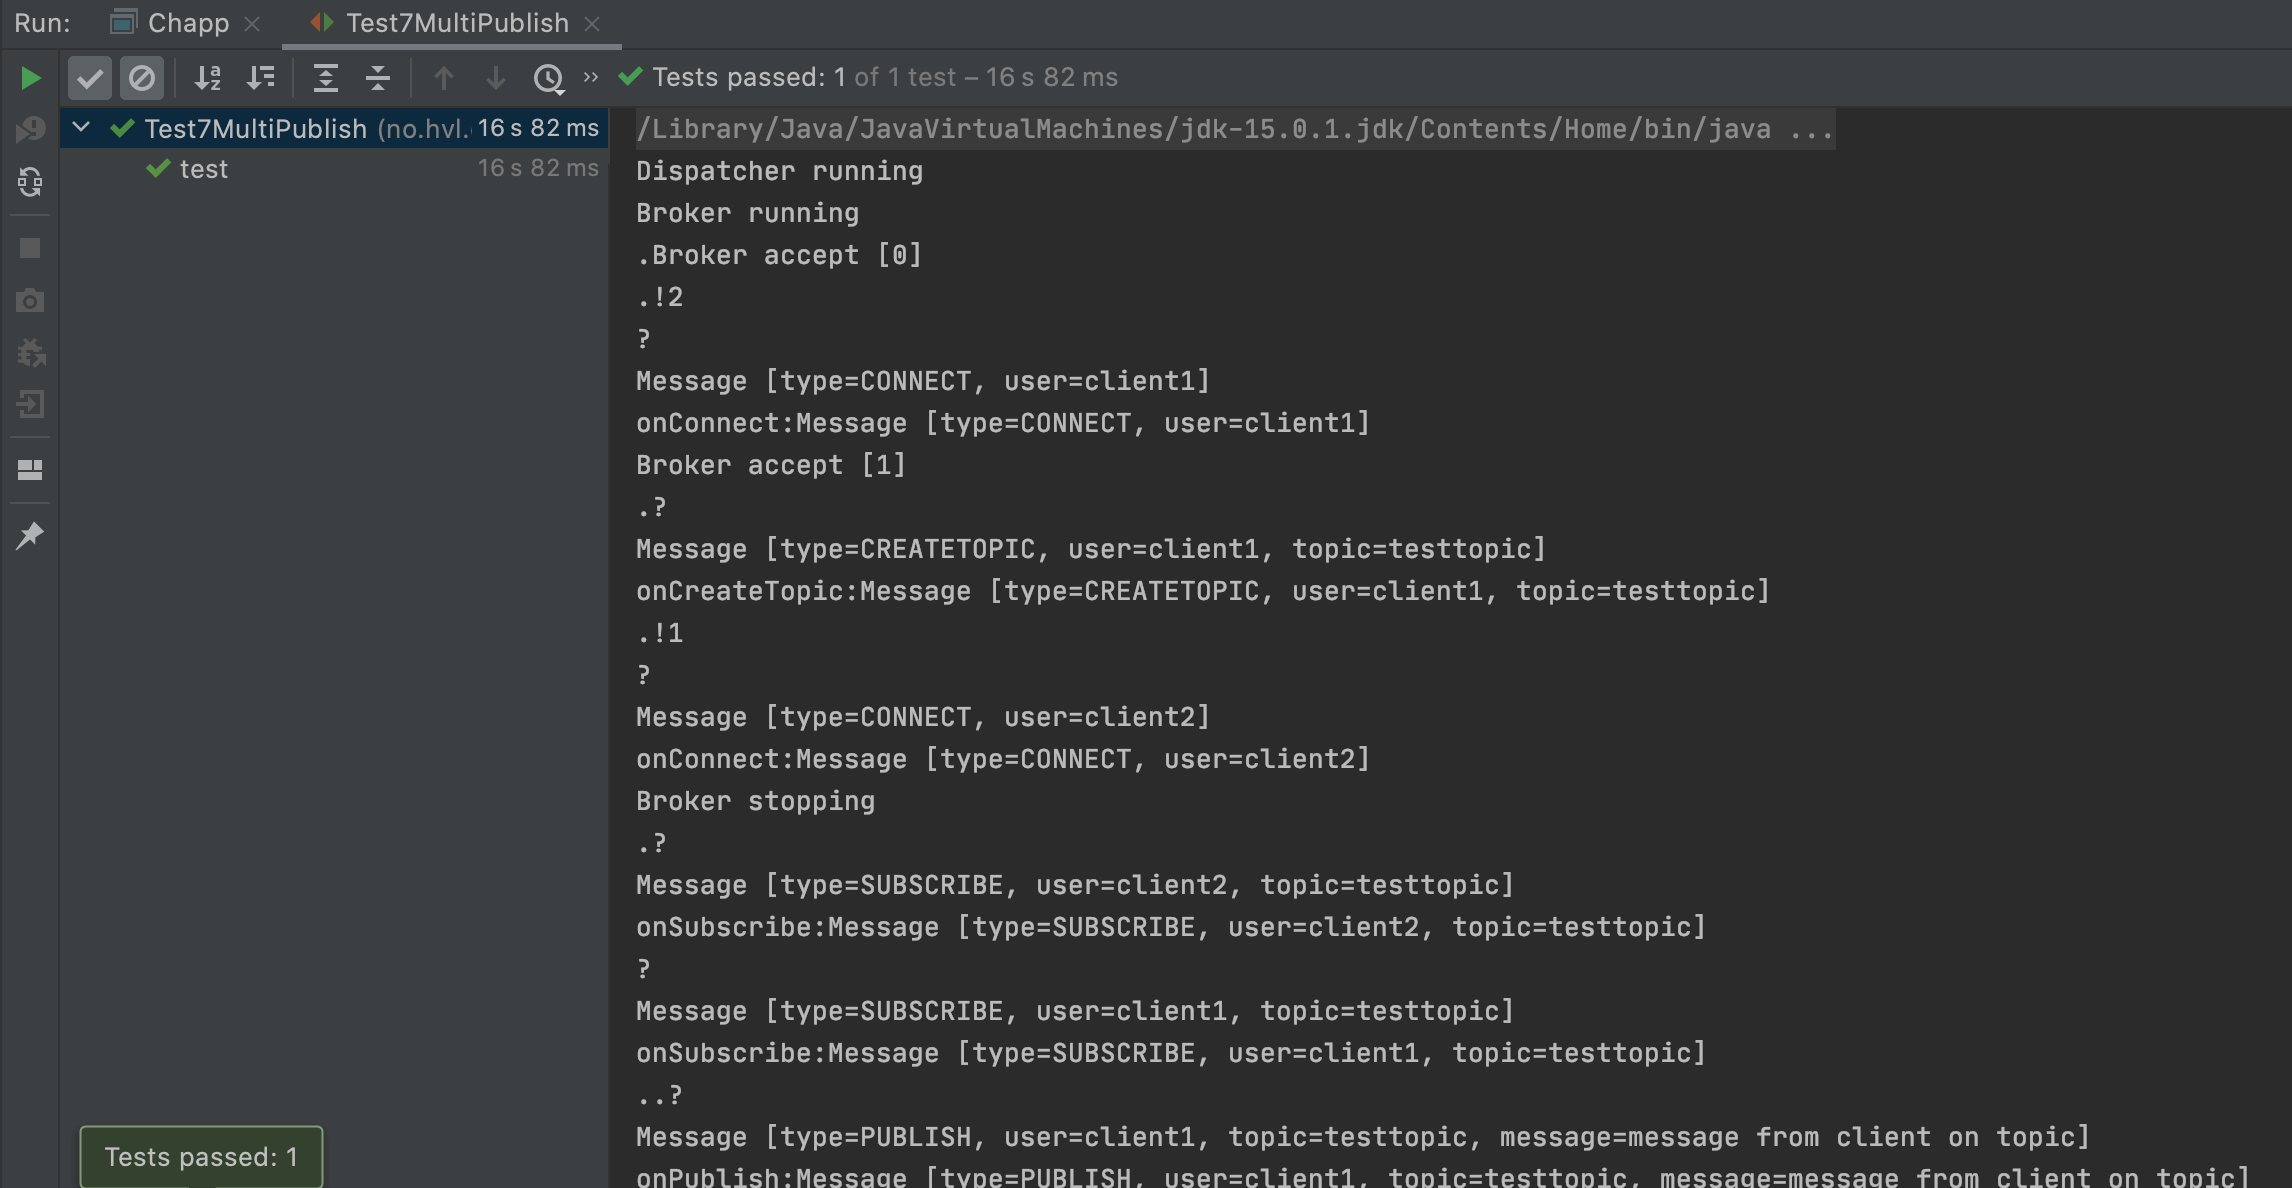 Run: Chapp Test7MultiPublish
Tests passed: 1 of 1 test – 16 s 82 ms
Test7MultiPublish (no.hvl. 16 s 82 ms
test 16 s 82 ms
/Library/Java/JavaVirtualMachines/jdk-15.0.1.jdk/Contents/Home/bin/java ...
Dispatcher running
Broker running
.Broker accept [0]
.!2
?
Message [type=CONNECT, user=client1]
onConnect:Message [type=CONNECT, user=client1]
Broker accept [1]
.?
Message [type=CREATETOPIC, user=client1, topic=testtopic]
onCreateTopic:Message [type=CREATETOPIC, user=client1, topic=testtopic]
.!1
?
Message [type=CONNECT, user=client2]
onConnect:Message [type=CONNECT, user=client2]
Broker stopping
.?
Message [type=SUBSCRIBE, user=client2, topic=testtopic]
onSubscribe:Message [type=SUBSCRIBE, user=client2, topic=testtopic]
?
Message [type=SUBSCRIBE, user=client1, topic=testtopic]
onSubscribe:Message [type=SUBSCRIBE, user=client1, topic=testtopic]
..?
Message [type=PUBLISH, user=client1, topic=testtopic, message=message from client on topic]
onPublish:Message [type=PUBLISH, user=client1, topic=testtopic, message=message from client on topic]
Tests passed: 1